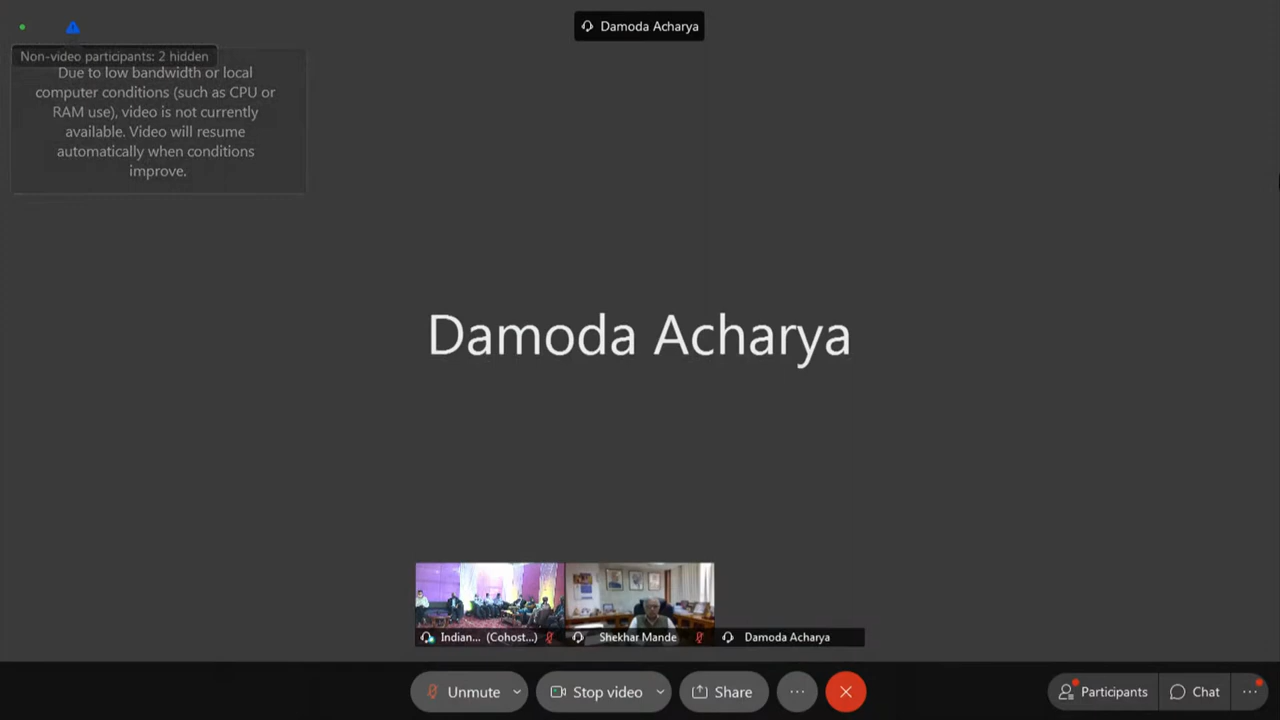 Damoda Acharya
Non-video participants: 2 hidden
Due to low bandwidth or local
computer conditions (such as CPU or
RAM use), video is not currently
available. Video will resume
automatically when conditions
improve.
Damoda Acharya
Indian... (Cohost...)
Shekhar Mande
Damoda Acharya
Unmute
Stop video
Share
Participants
Chat